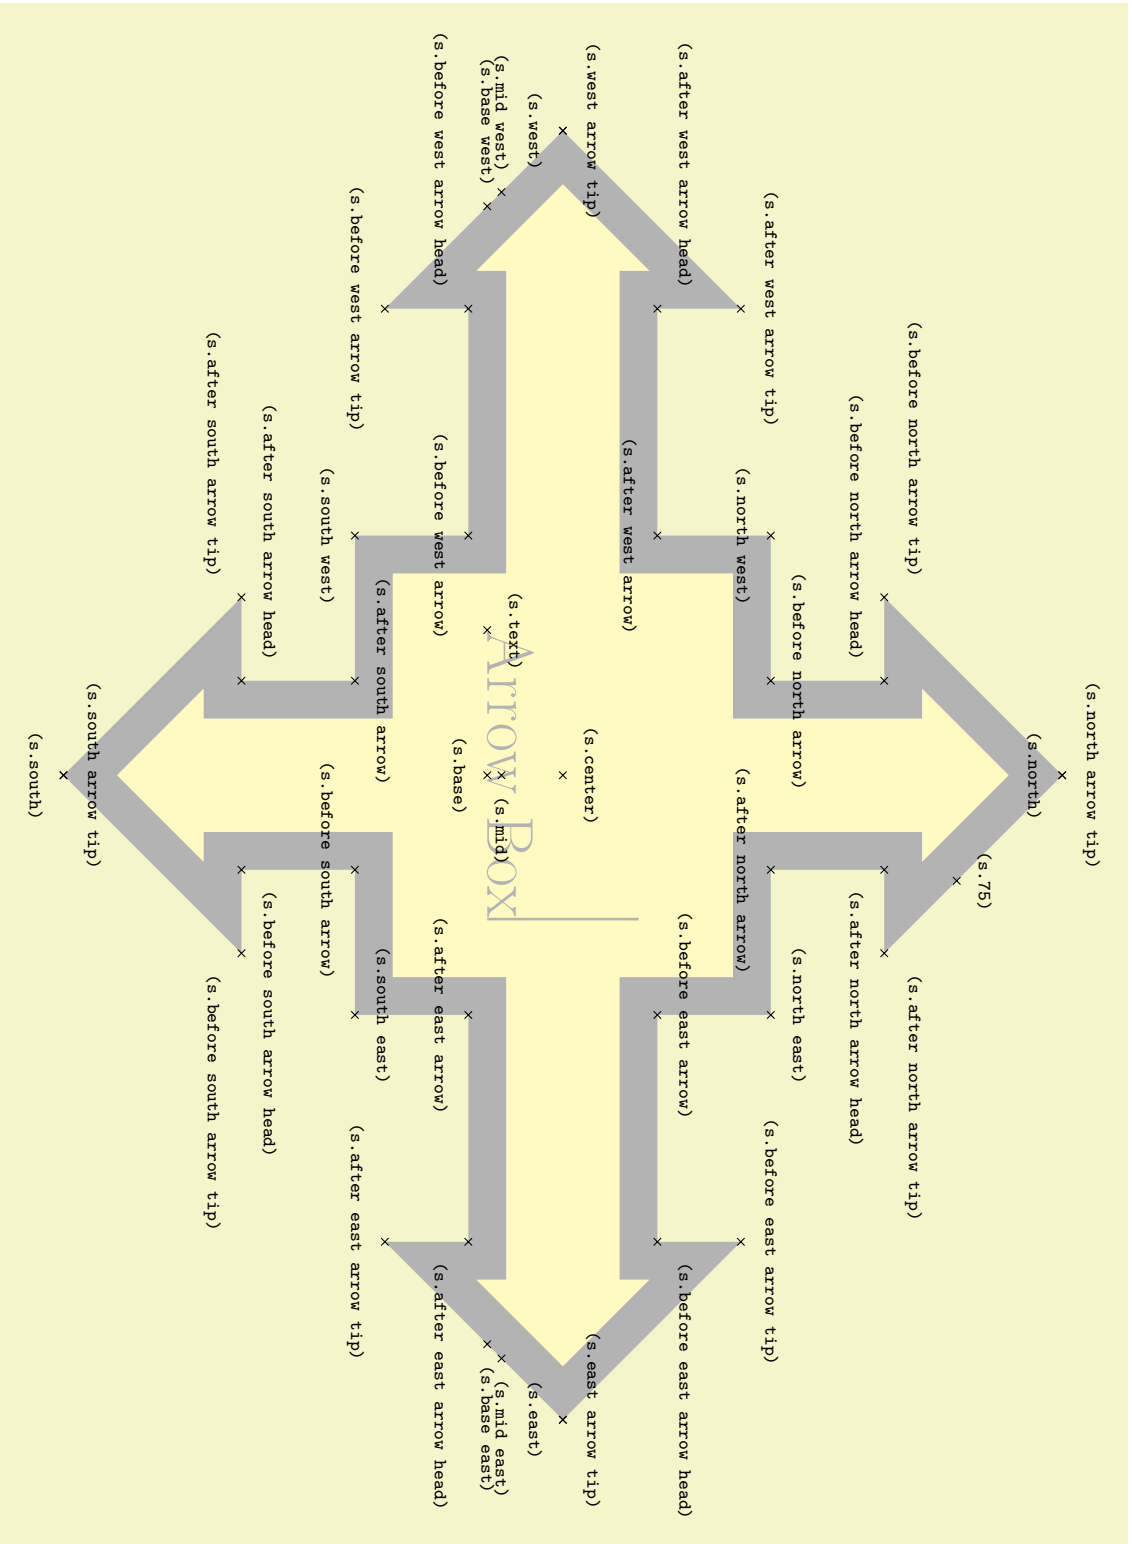 (s.north arrow tip)
(s.north)
(s.75)
(s.before north arrow tip)
(s.after north arrow tip)
(s.before north arrow head)
(s.after north arrow head)
(s.before north arrow)
(s.north east)
(s.after west arrow tip)
(s.before east arrow tip)
(s.north west)
(s.after north arrow)
(s.after west arrow head)
(s.before east arrow)
(s.before east arrow head)
(s.after west arrow)
(s.west arrow tip)
(s.center)
(s.east arrow tip)
(s.west)
(s.east)
(s.text)
Arrow Box
(s.mid west)
(s.mid)
(s.mid east)
(s.base west)
(s.base east)
(s.base)
(s.before west arrow head)
(s.before west arrow)
(s.after east arrow)
(s.after east arrow head)
(s.after south arrow)
(s.south east)
(s.before west arrow tip)
(s.after east arrow tip)
(s.south west)
(s.before south arrow)
(s.after south arrow head)
(s.before south arrow head)
(s.after south arrow tip)
(s.before south arrow tip)
(s.south arrow tip)
(s.south)